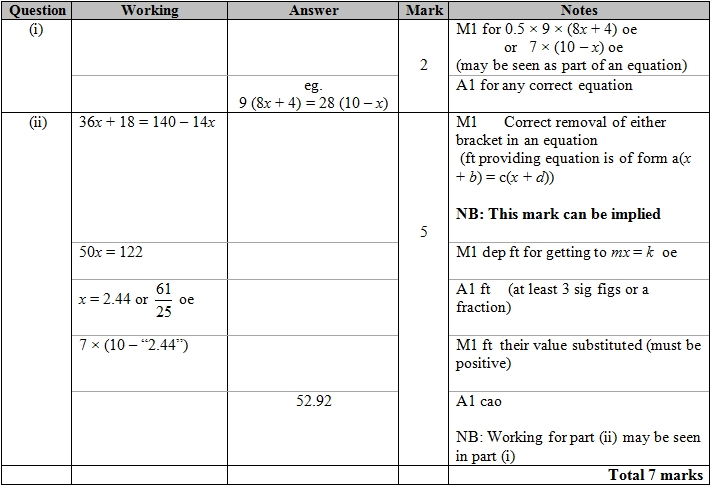 Question Working Answer Mark Notes
(i) M1 for 0.5 × 9 × (8x + 4) oe
or 7 × (10 – x) oe
(may be seen as part of an equation)
2
eg.
9 (8x + 4) = 28 (10 – x)
A1 for any correct equation
(ii) 36x + 18 = 140 – 14x M1 Correct removal of either
bracket in an equation
(ft providing equation is of form a(x
+ b) = c(x + d))
NB: This mark can be implied
5
50x = 122 M1 dep ft for getting to mx = k oe
x = 2.44 or 61/25 oe A1 ft (at least 3 sig figs or a
fraction)
7 × (10 – “2.44”) M1 ft their value substituted (must be
positive)
52.92 A1 cao
NB: Working for part (ii) may be seen
in part (i)
Total 7 marks